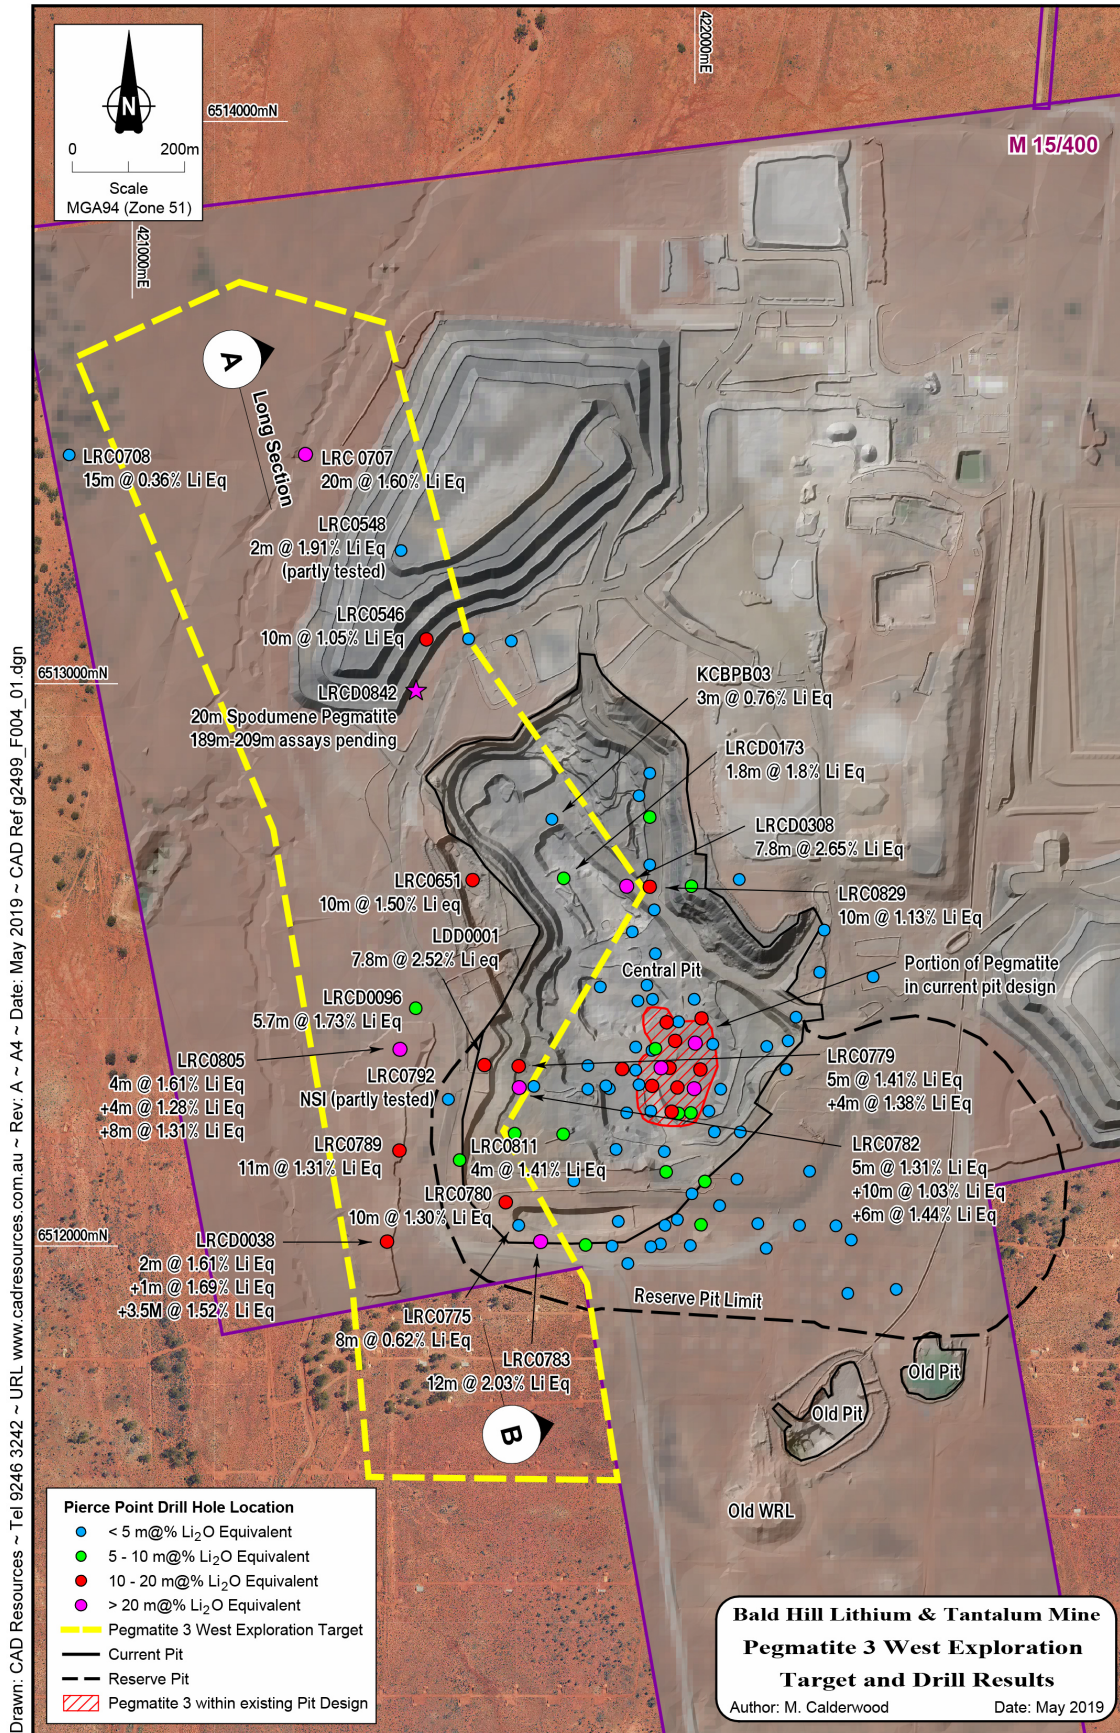 422000mE
N
6514000mN
0 200m
Scale
MGA94 (Zone 51)
421000mE
M 15/400
A
Long Section
LRC0708
15m @ 0.36% Li Eq
LRC 0707
20m @ 1.60% Li Eq
LRC0548
2m @ 1.91% Li Eq
(partly tested)
LRC0546
10m @ 1.05% Li Eq
6513000mN
LRCD0842
20m Spodumene Pegmatite
189m-209m assays pending
KCBPB03
3m @ 0.76% Li Eq
LRCD0173
1.8m @ 1.8% Li Eq
LRCD0308
7.8m @ 2.65% Li Eq
LRC0651
10m @ 1.50% Li eq
LRC0829
10m @ 1.13% Li Eq
LDD0001
7.8m @ 2.52% Li eq
Central Pit
Portion of Pegmatite
in current pit design
LRCD0096
5.7m @ 1.73% Li Eq
LRC0805
4m @ 1.61% Li Eq
+4m @ 1.28% Li Eq
+8m @ 1.31% Li Eq
LRC0792
NSI (partly tested)
LRC0779
5m @ 1.41% Li Eq
+4m @ 1.38% Li Eq
LRC0789
11m @ 1.31% Li Eq
LRC0811
4m @ 1.41% Li Eq
LRC0782
5m @ 1.31% Li Eq
+10m @ 1.03% Li Eq
+6m @ 1.44% Li Eq
LRC0780
10m @ 1.30% Li Eq
6512000mN
LRCD0038
2m @ 1.61% Li Eq
+1m @ 1.69% Li Eq
+3.5M @ 1.52% Li Eq
LRC0775
8m @ 0.62% Li Eq
Reserve Pit Limit
LRC0783
12m @ 2.03% Li Eq
B
Old Pit
Old Pit
Old WRL
Pierce Point Drill Hole Location
< 5 m@% Li2O Equivalent
5 - 10 m@% Li2O Equivalent
10 - 20 m@% Li2O Equivalent
> 20 m@% Li2O Equivalent
Pegmatite 3 West Exploration Target
Current Pit
Reserve Pit
Pegmatite 3 within existing Pit Design
Bald Hill Lithium & Tantalum Mine
Pegmatite 3 West Exploration
Target and Drill Results
Author: M. Calderwood Date: May 2019
Drawn: CAD Resources ~ Tel 9246 3242 ~ URL www.cadresources.com.au ~ Rev: A ~ A4 ~ Date: May 2019 ~ CAD Ref g2499_F004_01.dgn